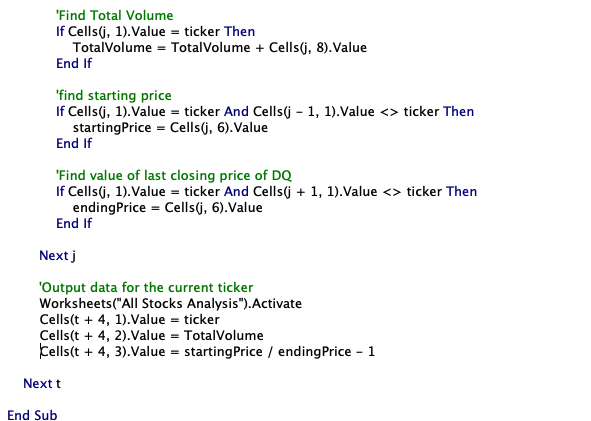 'Find Total Volume
If Cells(j, 1).Value = ticker Then
TotalVolume = TotalVolume + Cells(j, 8).Value
End If
'find starting price
If Cells(j, 1).Value = ticker And Cells(j - 1, 1).Value <> ticker Then
startingPrice = Cells(j, 6).Value
End If
'Find value of last closing price of DQ
If Cells(j, 1).Value = ticker And Cells(j + 1, 1).Value <> ticker Then
endingPrice = Cells(j, 6).Value
End If
Next j
'Output data for the current ticker
Worksheets("All Stocks Analysis").Activate
Cells(t + 4, 1).Value = ticker
Cells(t + 4, 2).Value = TotalVolume
Cells(t + 4, 3).Value = startingPrice / endingPrice - 1
Next t
End Sub